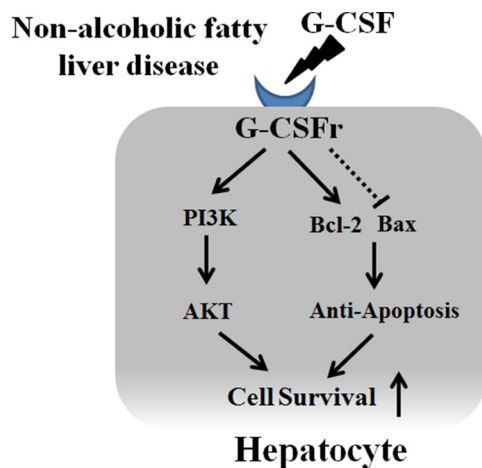 Non-alcoholic fatty
liver disease
G-CSF
G-CSFr
PI3K
Bcl-2 Bax
AKT
Anti-Apoptosis
Cell Survival
Hepatocyte